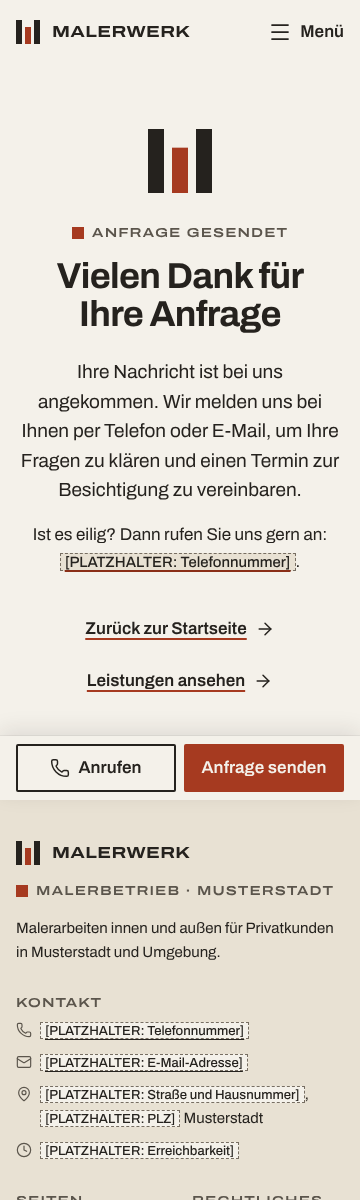 MALERWERK
Menü
ANFRAGE GESENDET
Vielen Dank für
Ihre Anfrage
Ihre Nachricht ist bei uns
angekommen. Wir melden uns bei
Ihnen per Telefon oder E-Mail, um Ihre
Fragen zu klären und einen Termin zur
Besichtigung zu vereinbaren.
Ist es eilig? Dann rufen Sie uns gern an:
[PLATZHALTER: Telefonnummer].
Zurück zur Startseite
Leistungen ansehen
Anrufen
Anfrage senden
MALERWERK
MALERBETRIEB · MUSTERSTADT
Malerarbeiten innen und außen für Privatkunden
in Musterstadt und Umgebung.
KONTAKT
[PLATZHALTER: Telefonnummer]
[PLATZHALTER: E-Mail-Adresse]
[PLATZHALTER: Straße und Hausnummer],
[PLATZHALTER: PLZ] Musterstadt
[PLATZHALTER: Erreichbarkeit]
SEITEN
RECHTLICHES